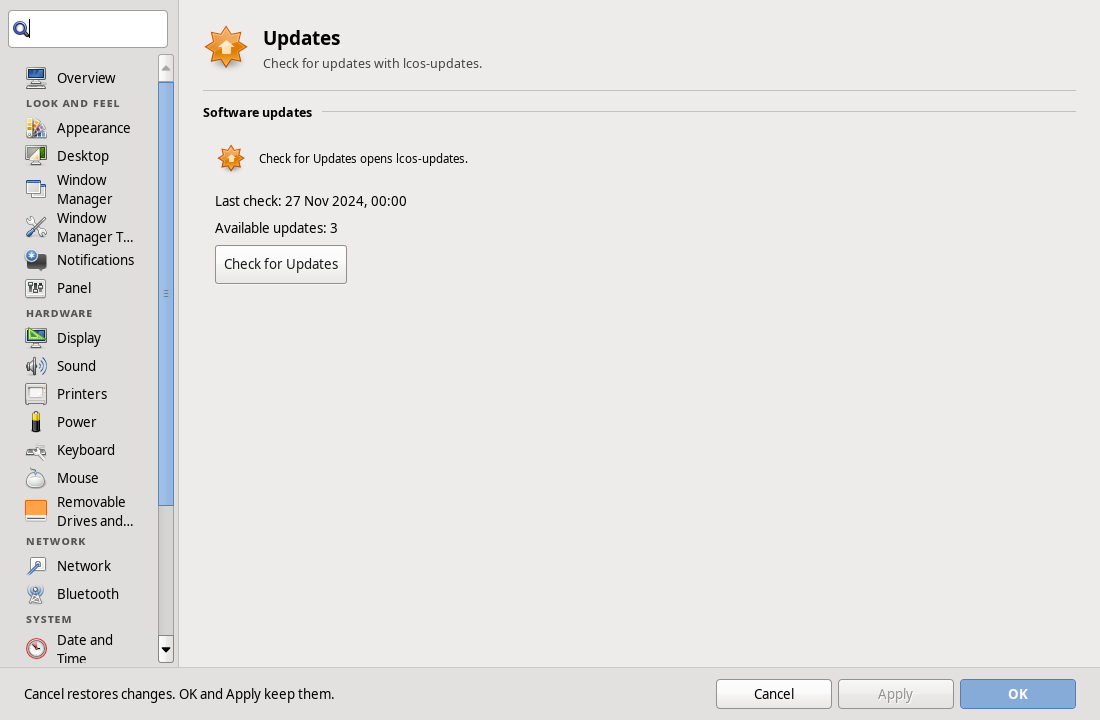 Overview
LOOK AND FEEL
Appearance
Desktop
Window
Manager
Window
Manager T...
Notifications
Panel
HARDWARE
Display
Sound
Printers
Power
Keyboard
Mouse
Removable
Drives and...
NETWORK
Network
Bluetooth
SYSTEM
Date and
Time
Updates
Check for updates with lcos-updates.
Software updates
Check for Updates opens lcos-updates.
Last check: 27 Nov 2024, 00:00
Available updates: 3
Check for Updates
Cancel restores changes. OK and Apply keep them.
Cancel
Apply
OK